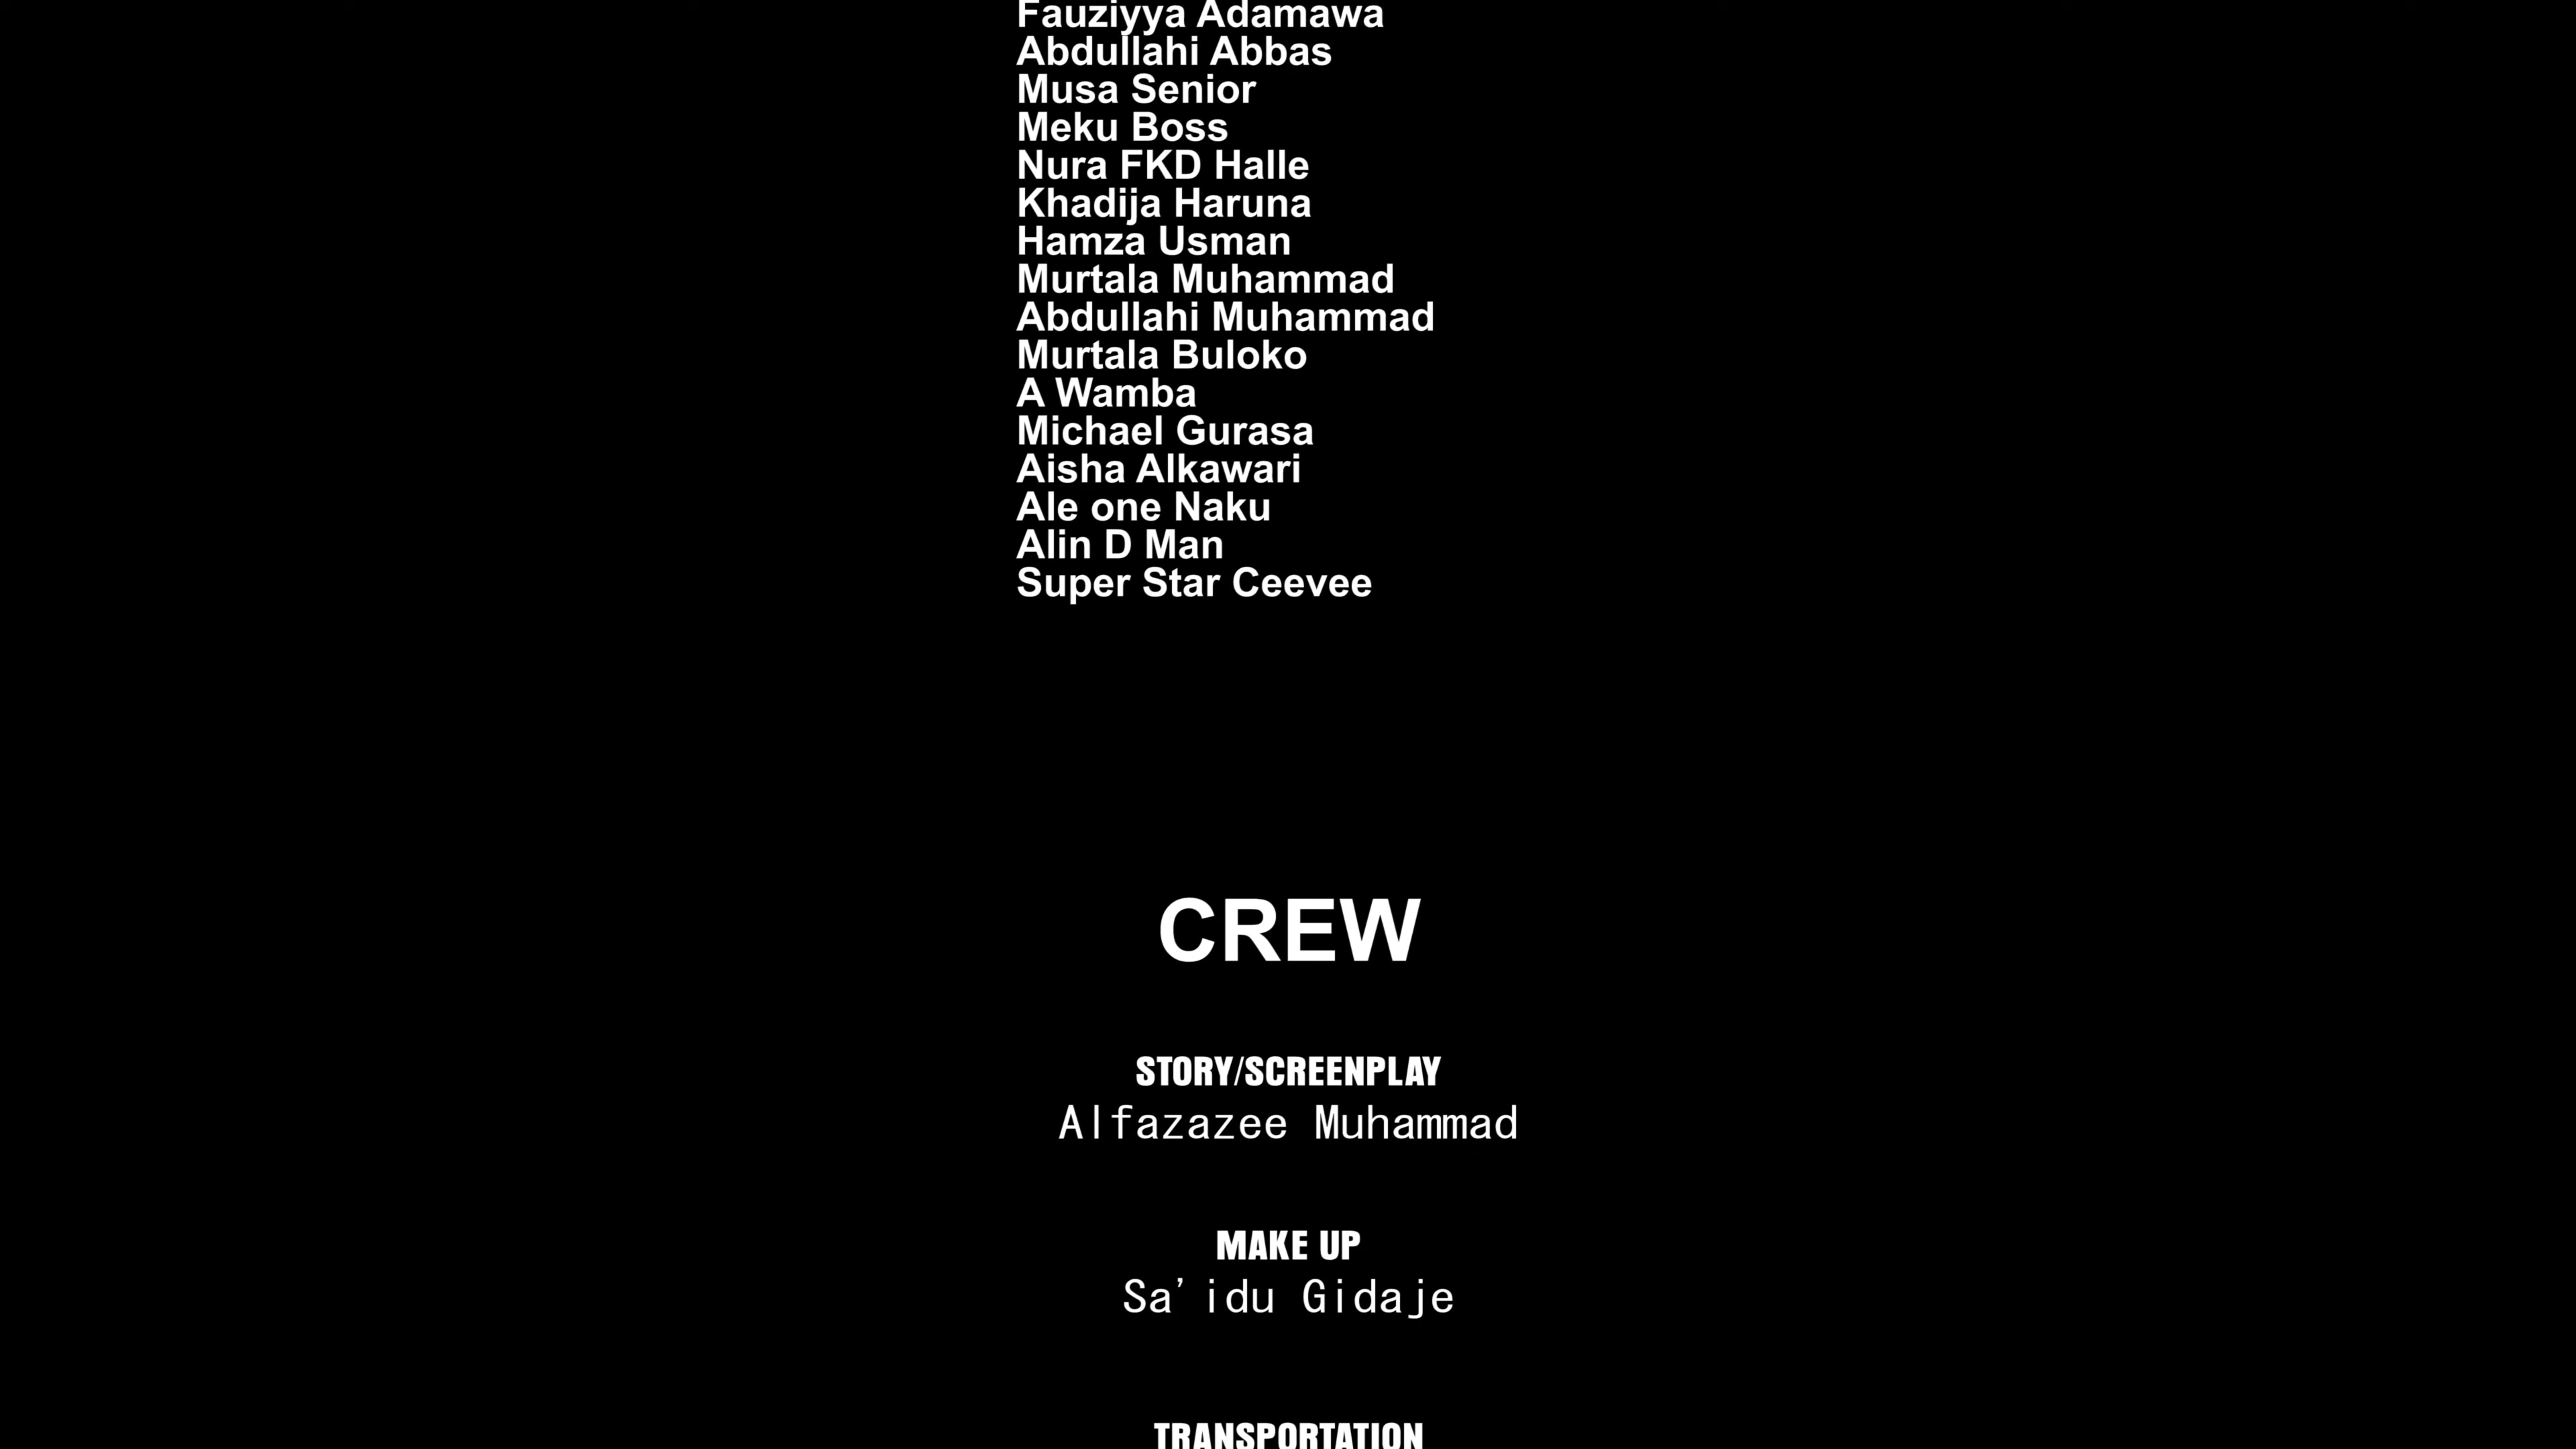 Fauziyya Adamawa
Abdullahi Abbas
Musa Senior
Meku Boss
Nura FKD Halle
Khadija Haruna
Hamza Usman
Murtala Muhammad
Abdullahi Muhammad
Murtala Buloko
A Wamba
Michael Gurasa
Aisha Alkawari
Ale one Naku
Alin D Man
Super Star Ceevee
CREW
STORY/SCREENPLAY
Alfazazee Muhammad
MAKE UP
Sa'idu Gidaje
TRANSPORTATION